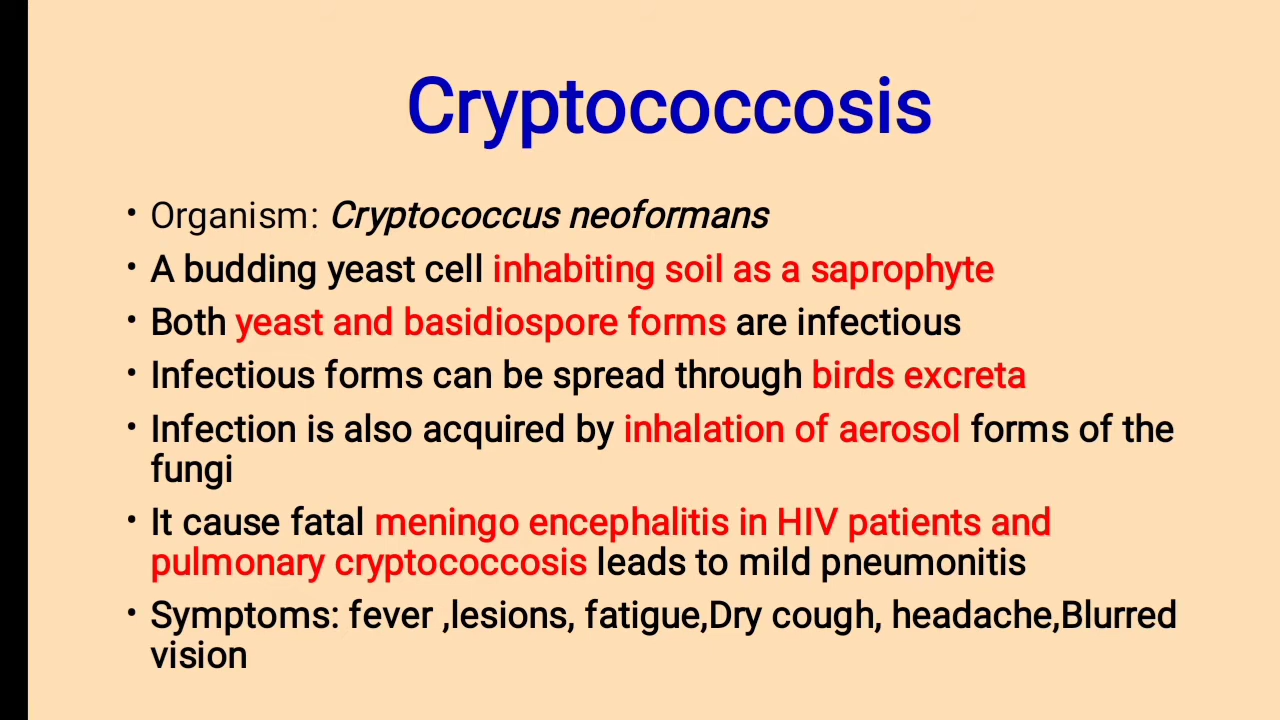 Cryptococcosis
• Organism: Cryptococcus neoformans
• A budding yeast cell inhabiting soil as a saprophyte
• Both yeast and basidiospore forms are infectious
• Infectious forms can be spread through birds excreta
• Infection is also acquired by inhalation of aerosol forms of the
fungi
• It cause fatal meningo encephalitis in HIV patients and
pulmonary cryptococcosis leads to mild pneumonitis
• Symptoms: fever ,lesions, fatigue,Dry cough, headache,Blurred
vision